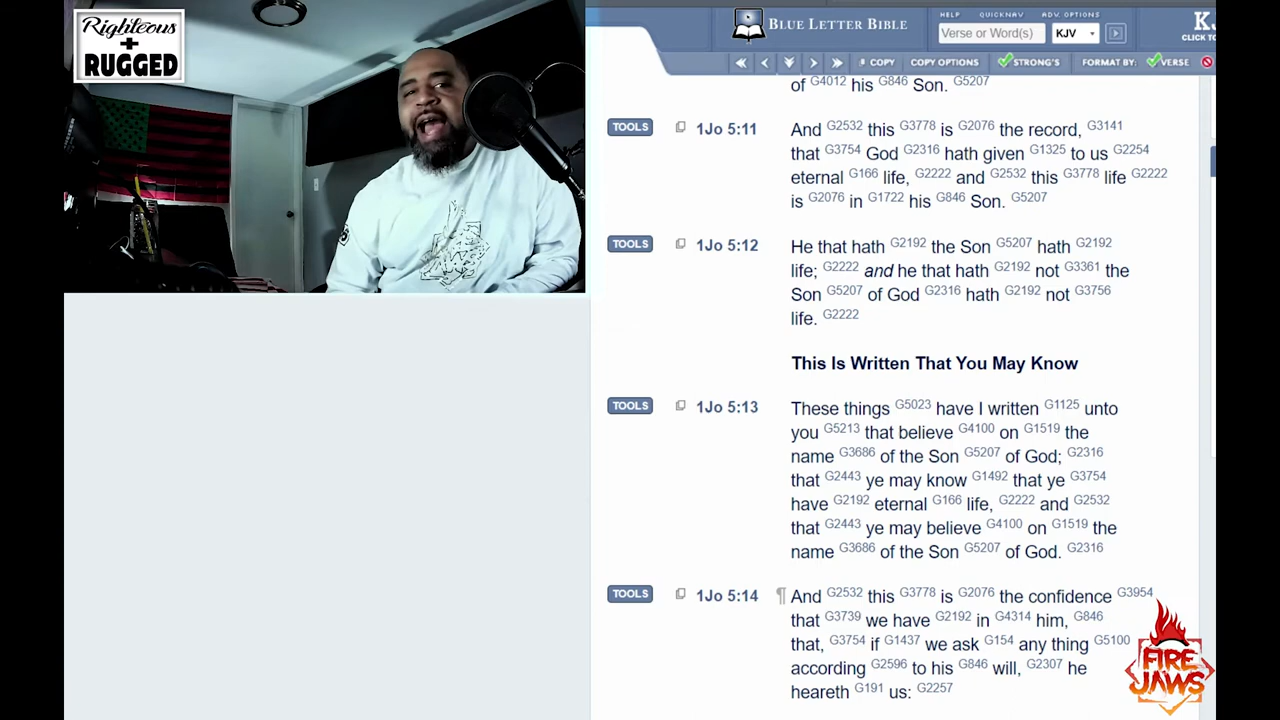 Righteous
+
RUGGED
BLUE LETTER BIBLE
HELP QUICKNAV ADV. OPTIONS
Verse or Word(s) KJV
K
CLICK TO
COPY COPY OPTIONS STRONG'S FORMAT BY: VERSE
of G4012 his G846 Son. G5207
TOOLS 1Jo 5:11 And G2532 this G3778 is G2076 the record, G3141
that G3754 God G2316 hath given G1325 to us G2254
eternal G166 life, G2222 and G2532 this G3778 life G2222
is G2076 in G1722 his G846 Son. G5207
TOOLS 1Jo 5:12 He that hath G2192 the Son G5207 hath G2192
life; G2222 and he that hath G2192 not G3361 the
Son G5207 of God G2316 hath G2192 not G3756
life. G2222
This Is Written That You May Know
TOOLS 1Jo 5:13 These things G5023 have I written G1125 unto
you G5213 that believe G4100 on G1519 the
name G3686 of the Son G5207 of God; G2316
that G2443 ye may know G1492 that ye G3754
have G2192 eternal G166 life, G2222 and G2532
that G2443 ye may believe G4100 on G1519 the
name G3686 of the Son G5207 of God. G2316
TOOLS 1Jo 5:14 ¶ And G2532 this G3778 is G2076 the confidence G3954
that G3739 we have G2192 in G4314 him, G846
that, G3754 if G1437 we ask G154 any thing G5100
according G2596 to his G846 will, G2307 he
heareth G191 us: G2257
FIRE
JAWS